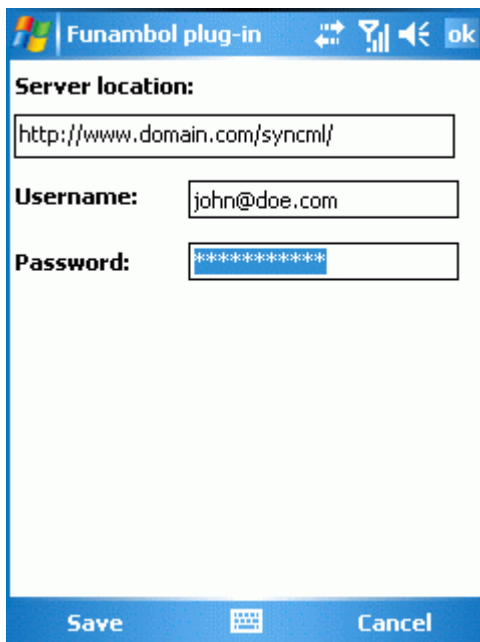 Funambol plug-in ok
Server location:
http://www.domain.com/syncml/
Username: john@doe.com
Password: ***********
Save Cancel